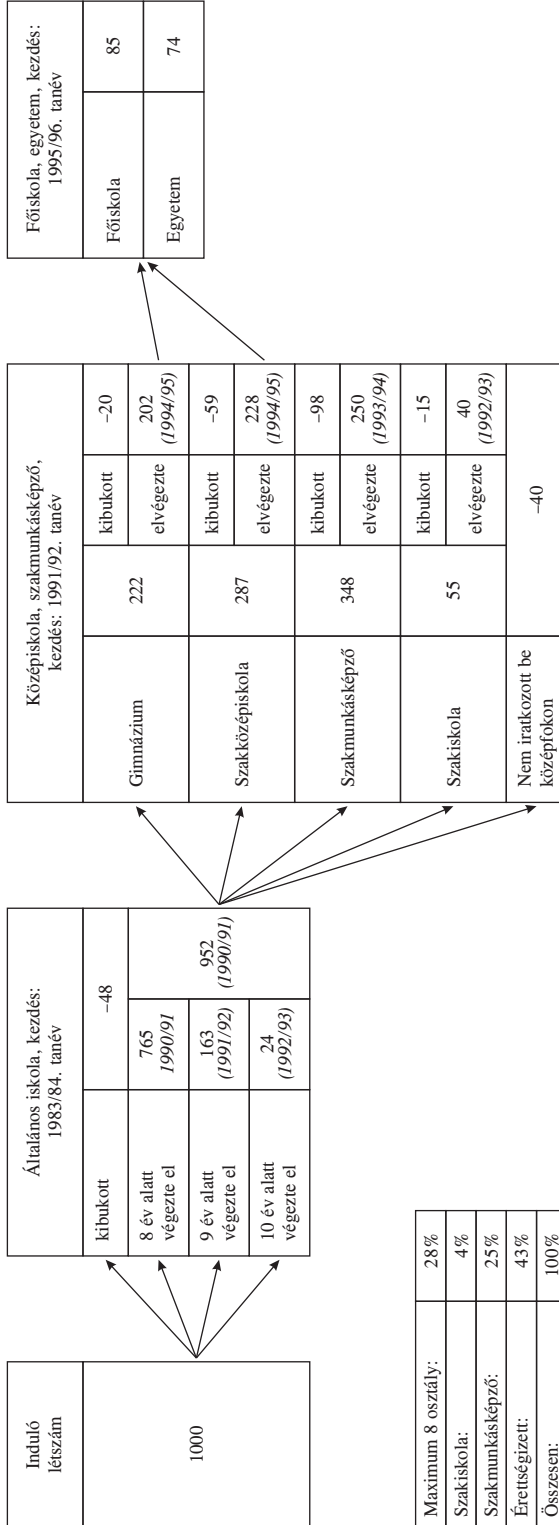 Induló
létszám
1000
Általános iskola, kezdés:
1983/84. tanév
kibukott
–48
8 év alatt
végezte el
765
1990/91
9 év alatt
végezte el
163
(1991/92)
10 év alatt
végezte el
24
(1992/93)
952
(1990/91)
Középiskola, szakmunkásképző,
kezdés: 1991/92. tanév
Gimnázium
222
kibukott
–20
elvégezte
202
(1994/95)
Szakközépiskola
287
kibukott
–59
elvégezte
228
(1994/95)
Szakmunkásképző
348
kibukott
–98
elvégezte
250
(1993/94)
Szakiskola
55
kibukott
–15
elvégezte
40
(1992/93)
Nem iratkozott be
középfokon
–40
Főiskola, egyetem, kezdés:
1995/96. tanév
Főiskola
85
Egyetem
74
Maximum 8 osztály:
28%
Szakiskola:
4%
Szakmunkásképző:
25%
Érettségizett:
43%
Összesen:
100%